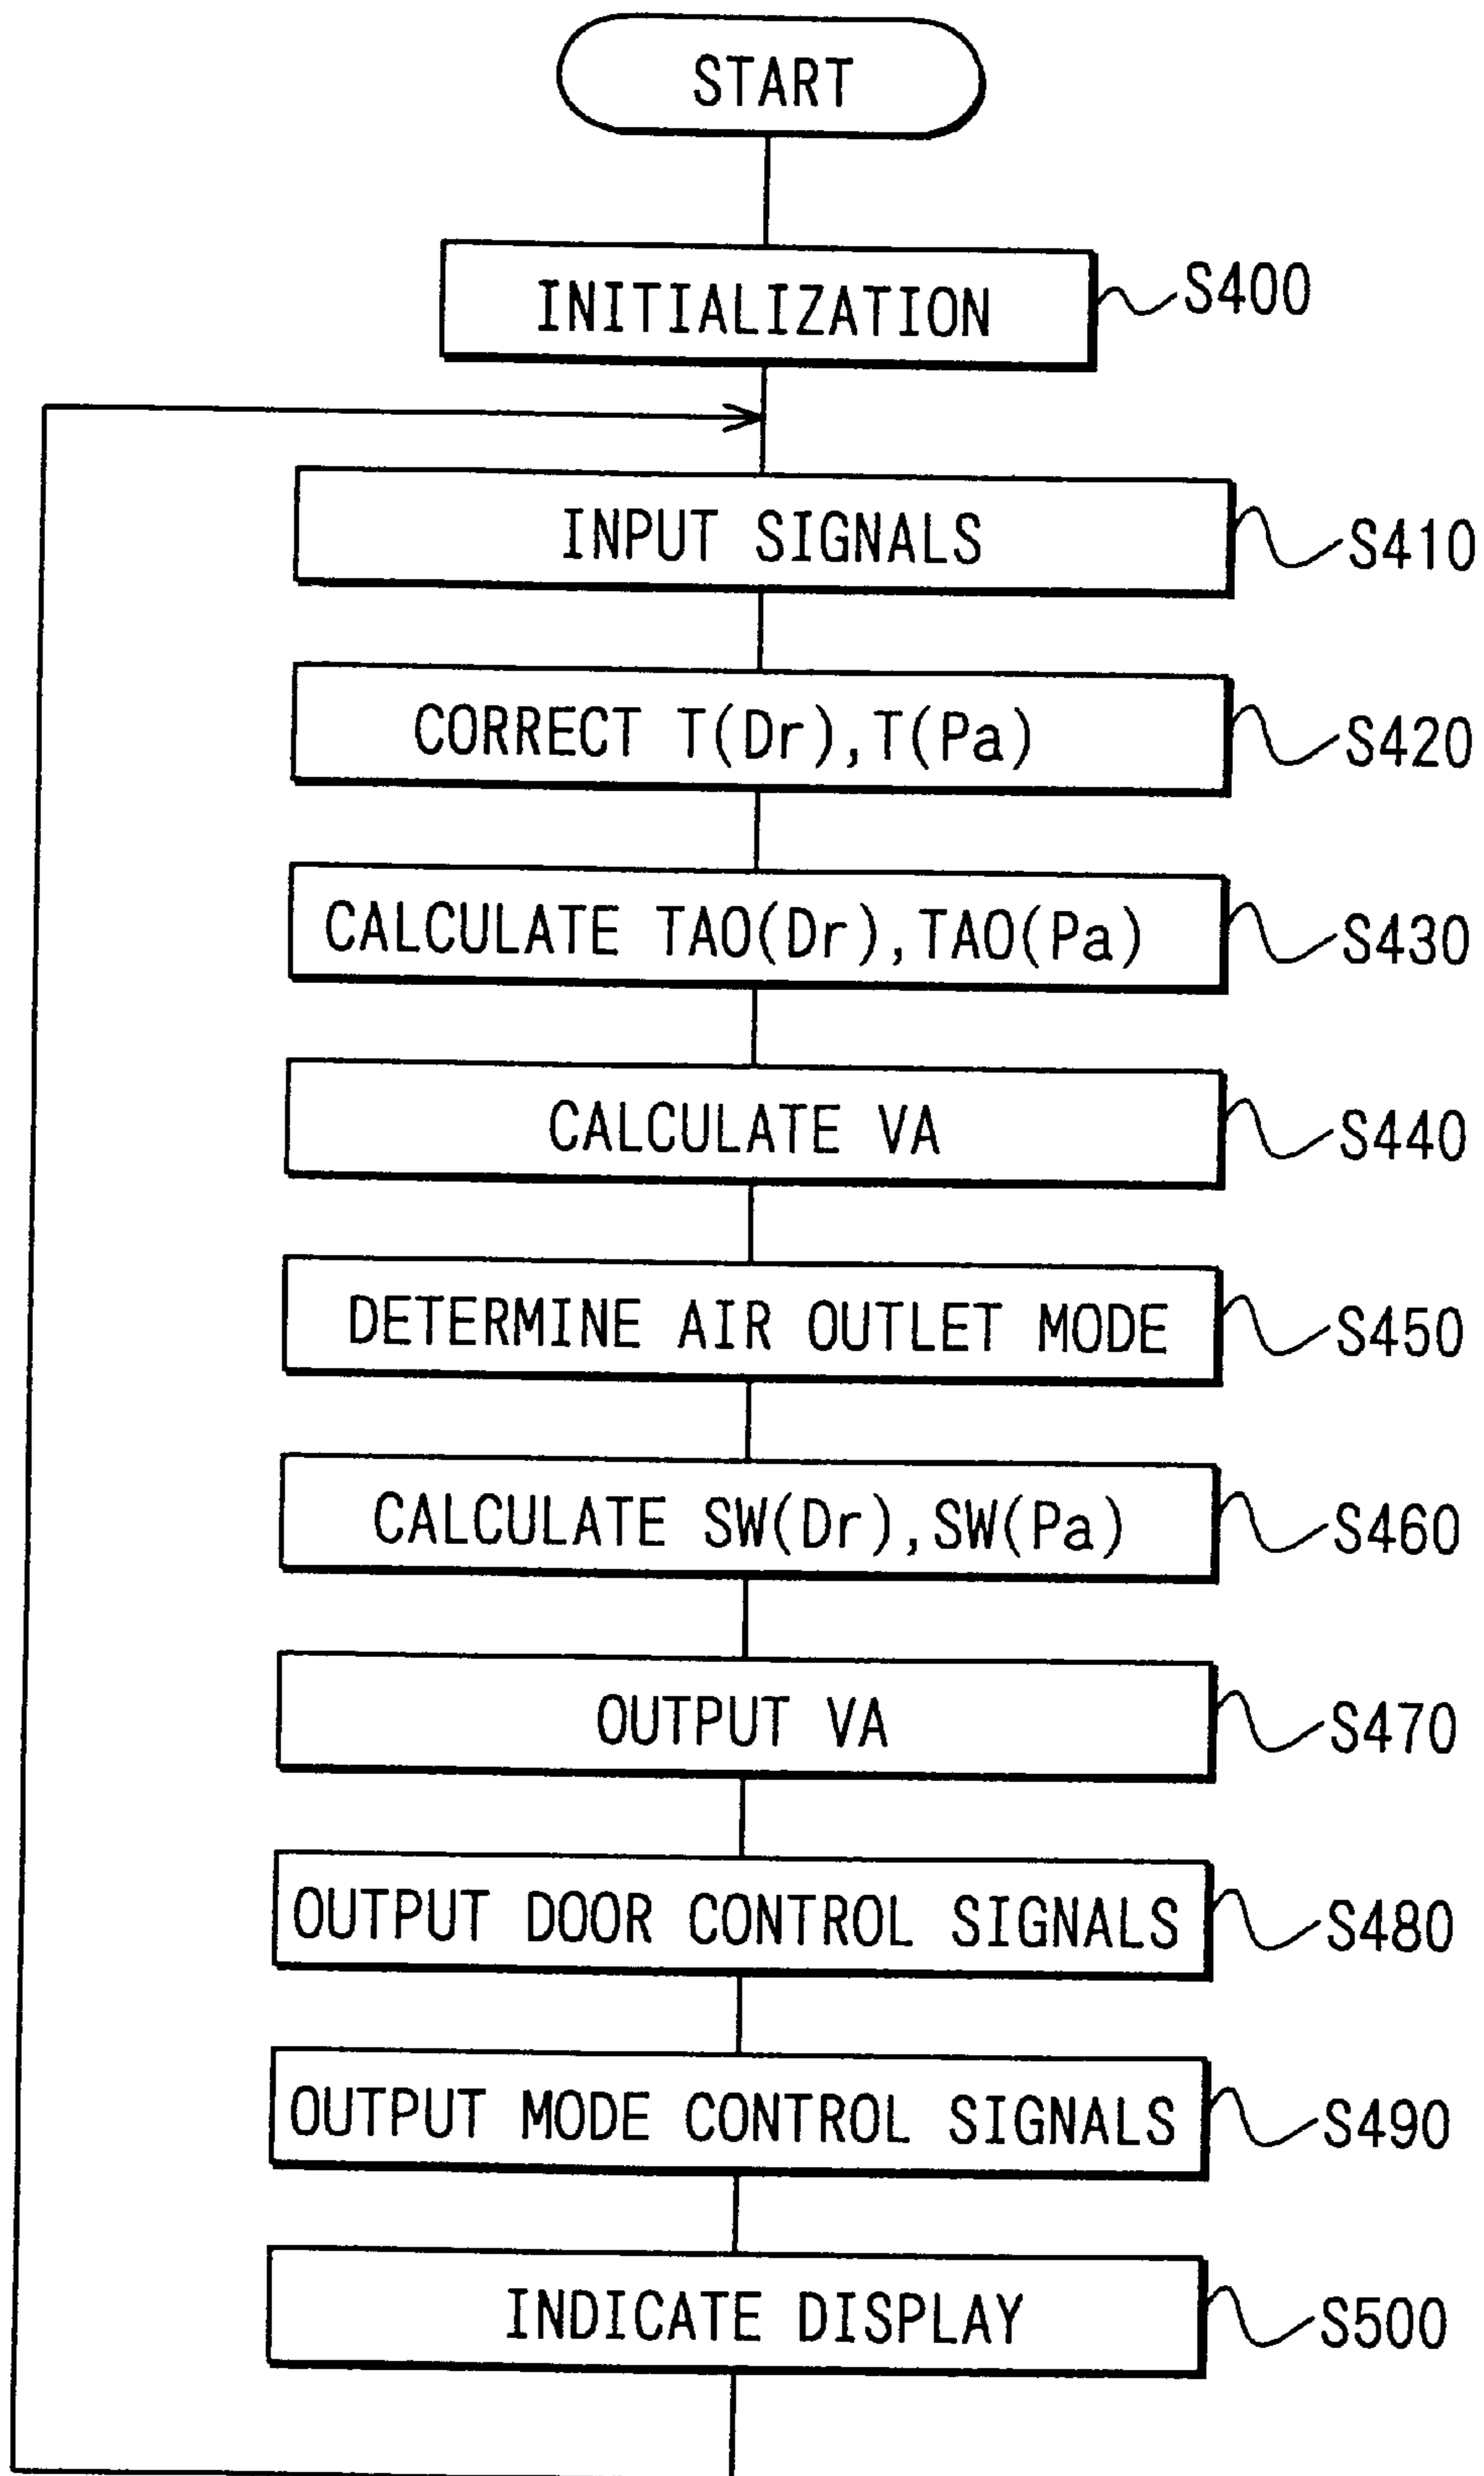 START
INITIALIZATION S400
INPUT SIGNALS S410
CORRECT T(Dr),T(Pa) S420
CALCULATE TAO(Dr),TAO(Pa) S430
CALCULATE VA S440
DETERMINE AIR OUTLET MODE S450
CALCULATE SW(Dr),SW(Pa) S460
OUTPUT VA S470
OUTPUT DOOR CONTROL SIGNALS S480
OUTPUT MODE CONTROL SIGNALS S490
INDICATE DISPLAY S500